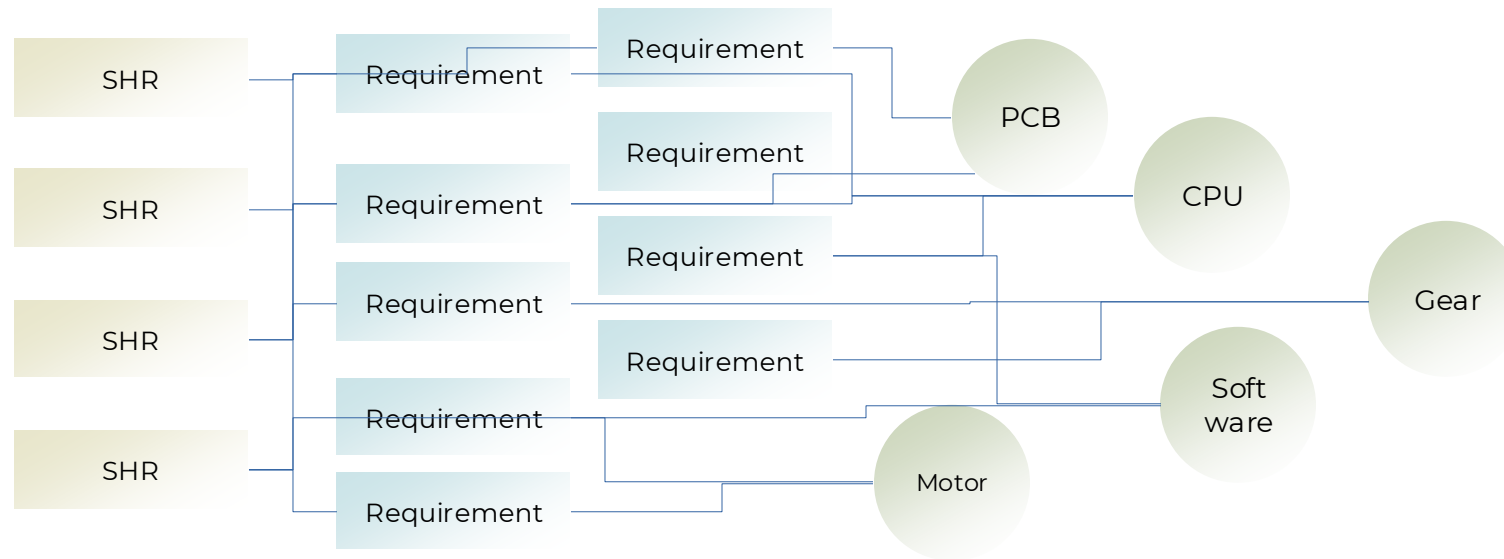 SHR
SHR
SHR
SHR
Requirement
Requirement
Requirement
Requirement
Requirement
Requirement
Requirement
Requirement
Requirement
PCB
CPU
Gear
Soft
ware
Motor